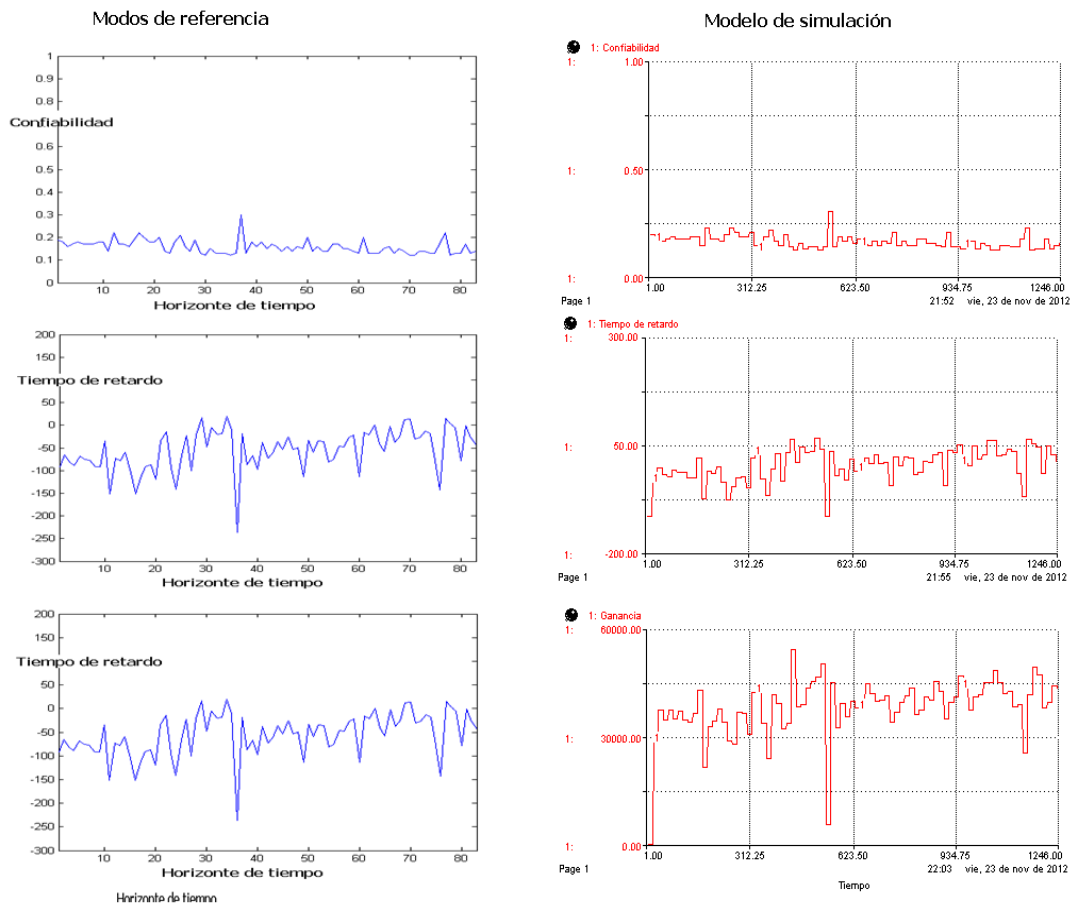 Modos de referencia
1
0.9
0.8
0.7
Confiabilidad
0.6
0.5
0.4
0.3
0.2
0.1
0
10 20 30 40 50 60 70 80
Horizonte de tiempo
200
150
100
Tiempo de retardo
50
0
-50
-100
-150
-200
-250
-300
10 20 30 40 50 60 70 80
Horizonte de tiempo
200
150
100
Tiempo de retardo
50
0
-50
-100
-150
-200
-250
-300
10 20 30 40 50 60 70 80
Horizonte de tiempo
Horizonte de tiempo
Modelo de simulación
1: Confiabilidad
1: 1.00
1: 0.50
1: 0.00
1.00 312.25 623.50 934.75 1246.00
Page 1 21:52 vie, 23 de nov de 2012
1: Tiempo de retardo
1: 300.00
1: 50.00
1: -200.00
1.00 312.25 623.50 934.75 1246.00
Page 1 21:55 vie, 23 de nov de 2012
1: Ganancia
1: 60000.00
1: 30000.00
1: 0.00
1.00 312.25 623.50 934.75 1246.00
Page 1 22:03 vie, 23 de nov de 2012
Tiempo